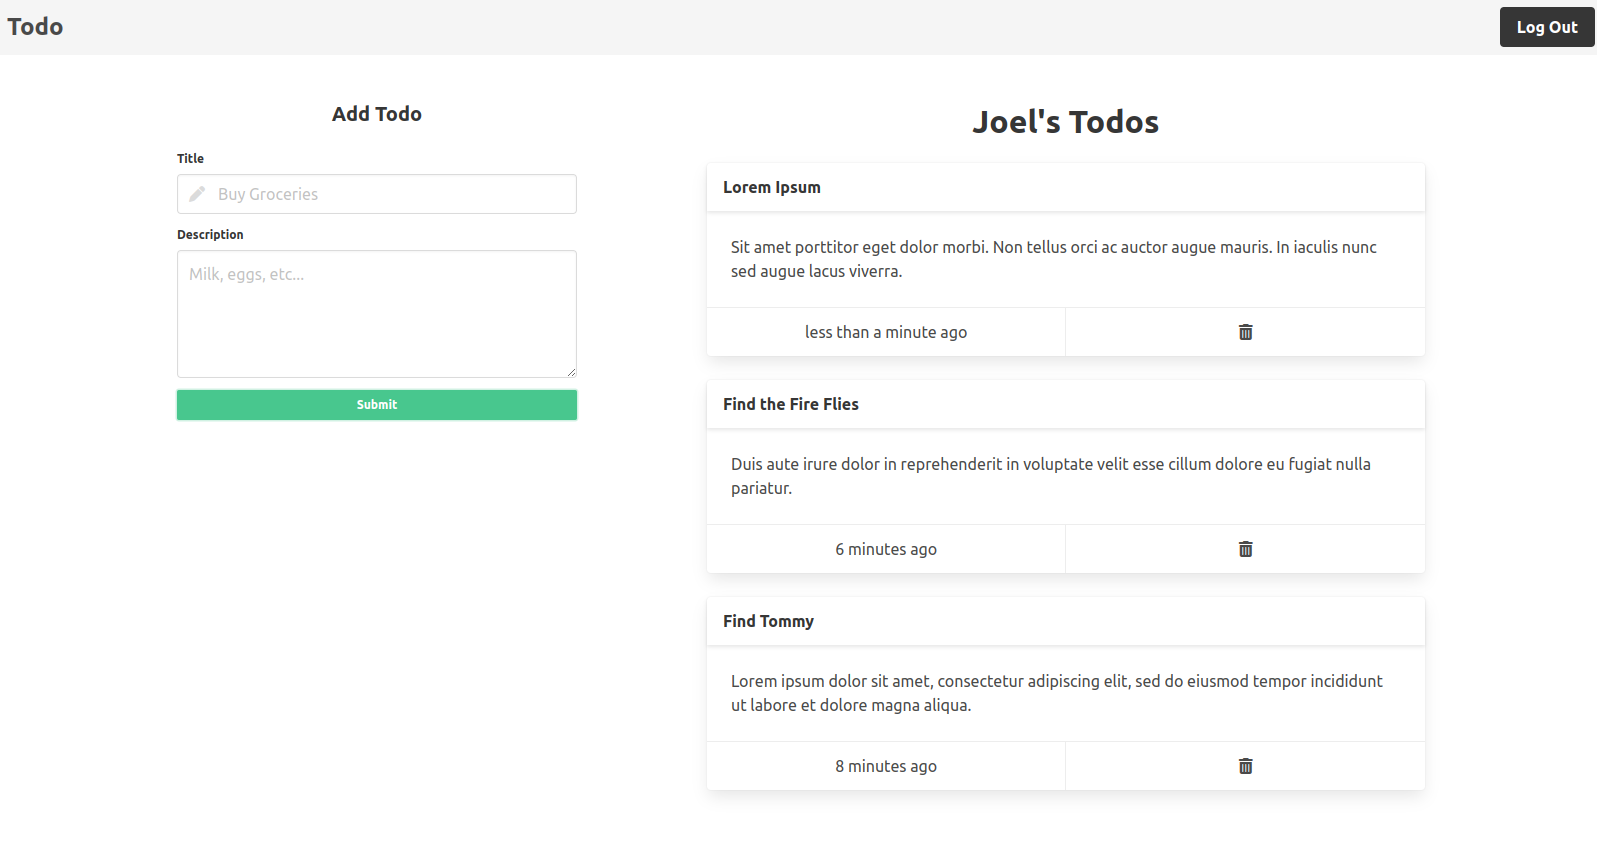 Todo
Log Out
Add Todo
Title
Buy Groceries
Description
Milk, eggs, etc...
Submit
Joel's Todos
Lorem Ipsum
Sit amet porttitor eget dolor morbi. Non tellus orci ac auctor augue mauris. In iaculis nunc
sed augue lacus viverra.
less than a minute ago
Find the Fire Flies
Duis aute irure dolor in reprehenderit in voluptate velit esse cillum dolore eu fugiat nulla
pariatur.
6 minutes ago
Find Tommy
Lorem ipsum dolor sit amet, consectetur adipiscing elit, sed do eiusmod tempor incididunt
ut labore et dolore magna aliqua.
8 minutes ago